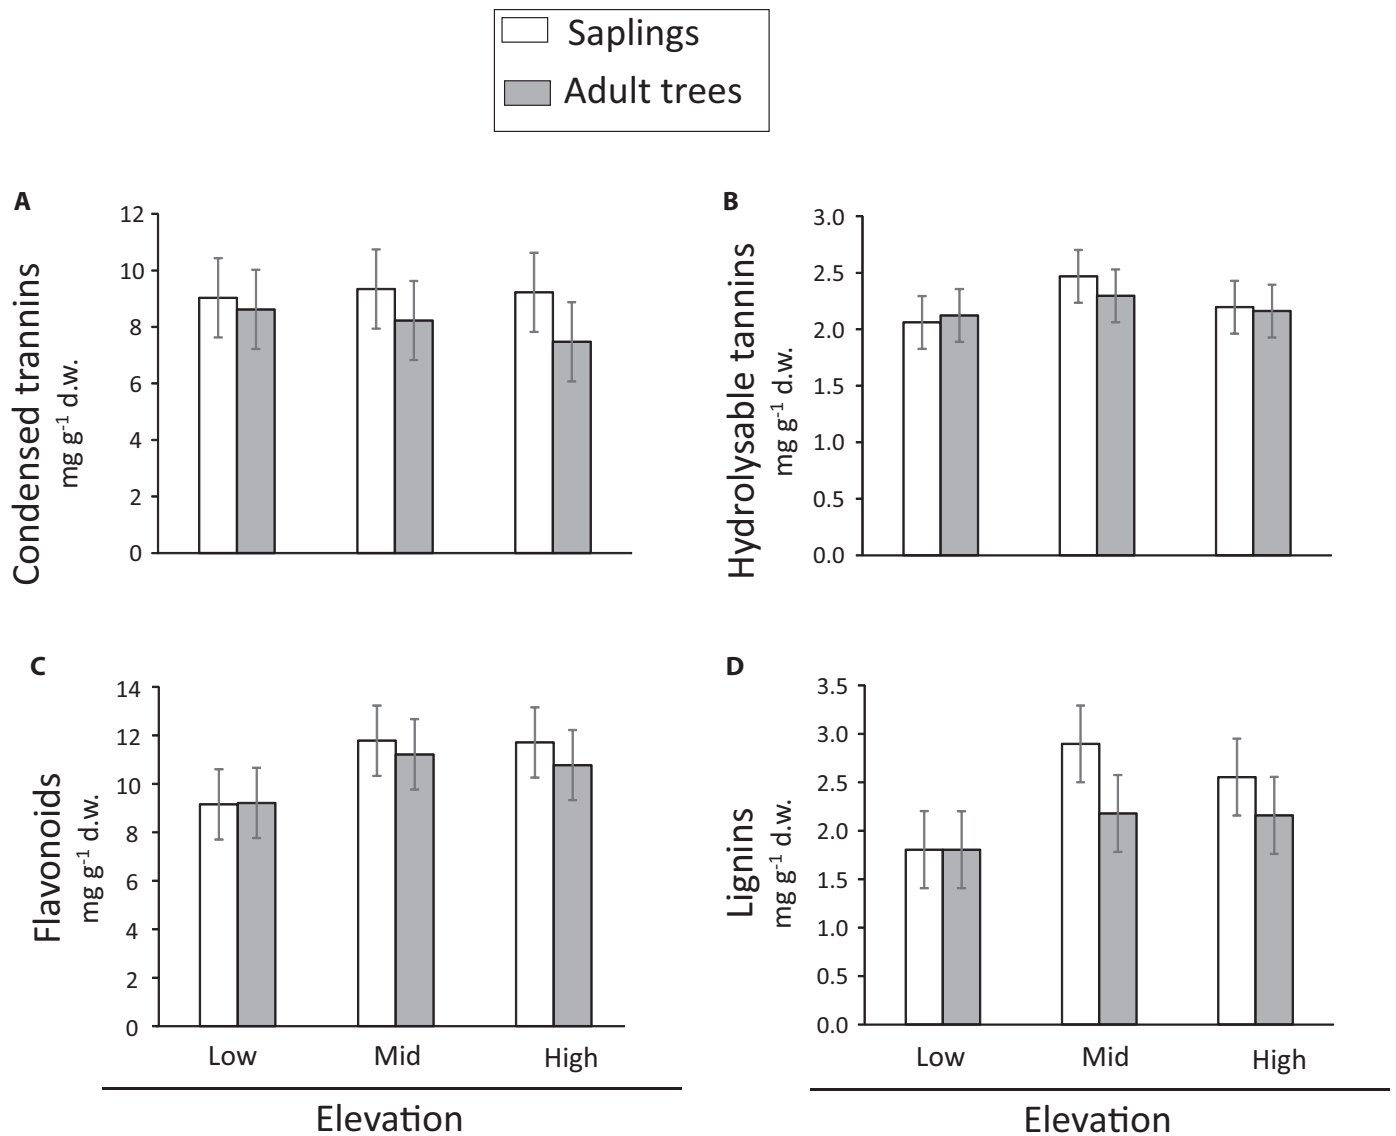 Saplings
Adult trees
A
Condensed trannins
mg g-1 d.w.
12
10
8
6
4
2
0
B
Hydrolysable tannins
mg g-1 d.w.
3.0
2.5
2.0
1.5
1.0
0.5
0.0
C
Flavonoids
mg g-1 d.w.
14
12
10
8
6
4
2
0
Low Mid High
Elevation
D
Lignins
mg g-1 d.w.
3.5
3.0
2.5
2.0
1.5
1.0
0.5
0.0
Low Mid High
Elevation